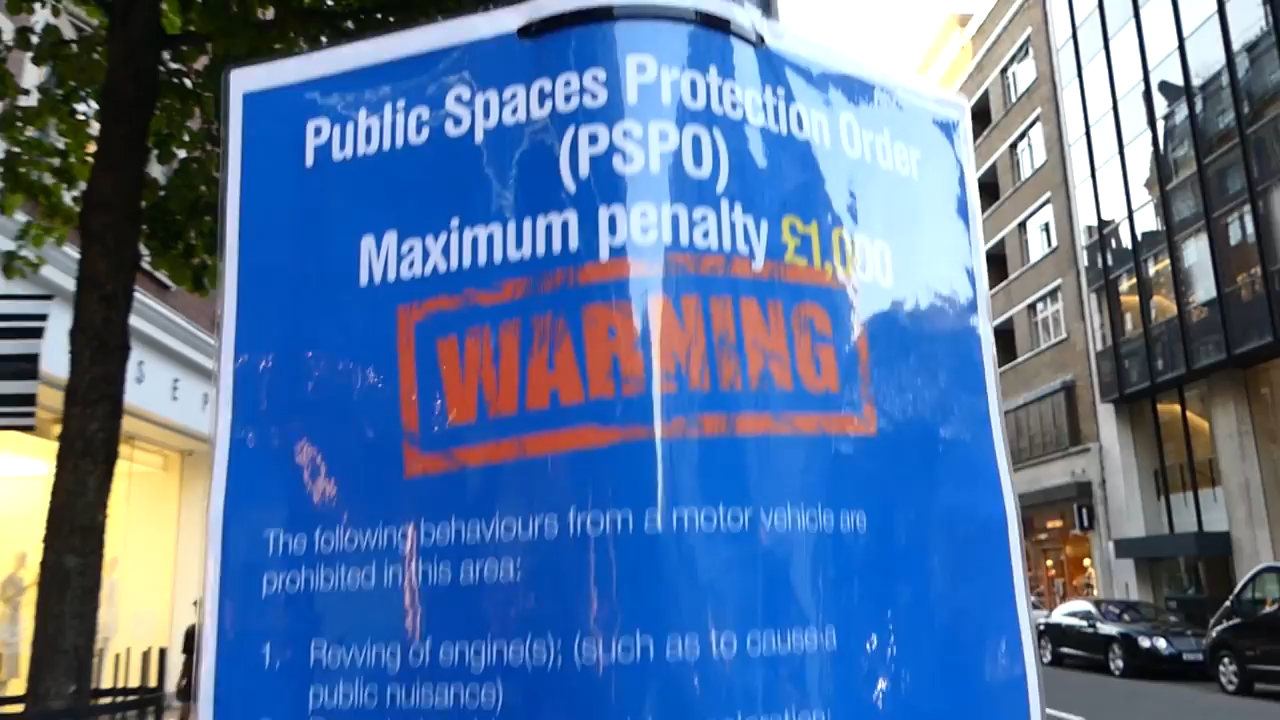 Public Spaces Protection Order
(PSPO)
Maximum penalty £1,000
WARNING
The following behaviours from a motor vehicle are
prohibited in this area:
1. Revving of engine(s); (such as to cause a
public nuisance)
S E P